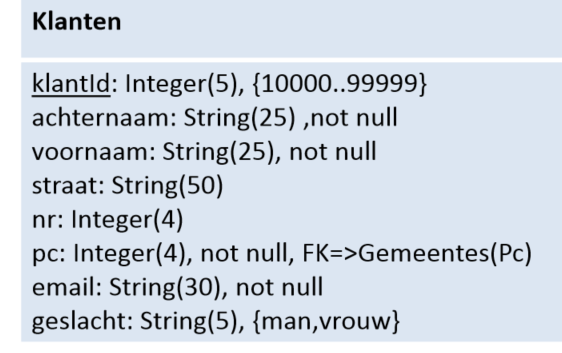 Klanten
klantId: Integer(5), {10000..99999}
achternaam: String(25) ,not null
voornaam: String(25), not null
straat: String(50)
nr: Integer(4)
pc: Integer(4), not null, FK=>Gemeentes(Pc)
email: String(30), not null
geslacht: String(5), {man,vrouw}